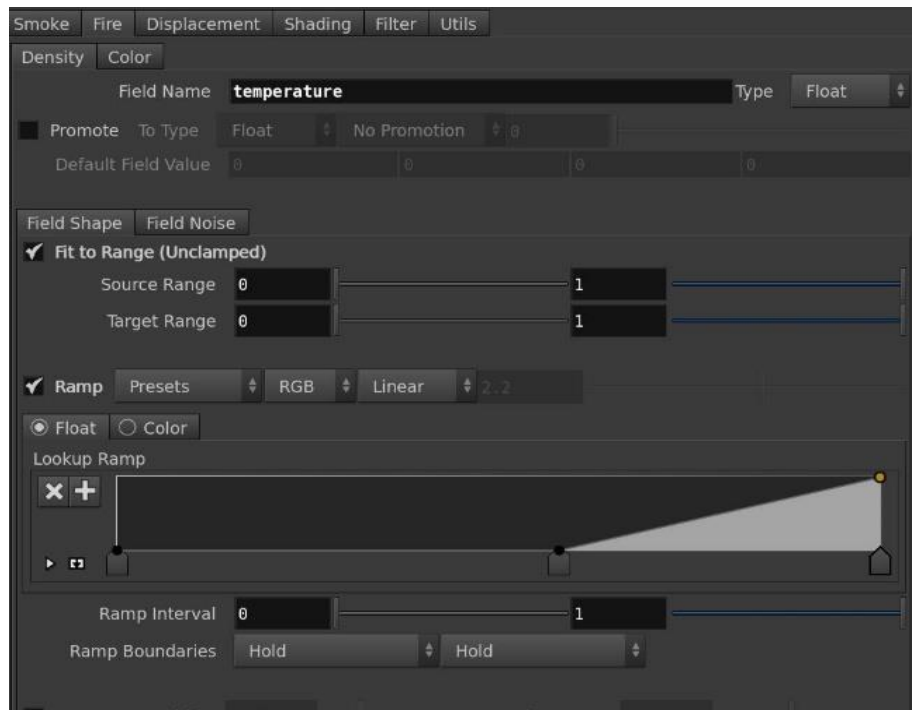 Smoke Fire Displacement Shading Filter Utils
Density Color
Field Name temperature Type Float
Promote To Type Float No Promotion 0
Default Field Value 0 0 0 0
Field Shape Field Noise
Fit to Range (Unclamped)
Source Range 0 1
Target Range 0 1
Ramp Presets RGB Linear 2.2
Float Color
Lookup Ramp
Ramp Interval 0 1
Ramp Boundaries Hold Hold